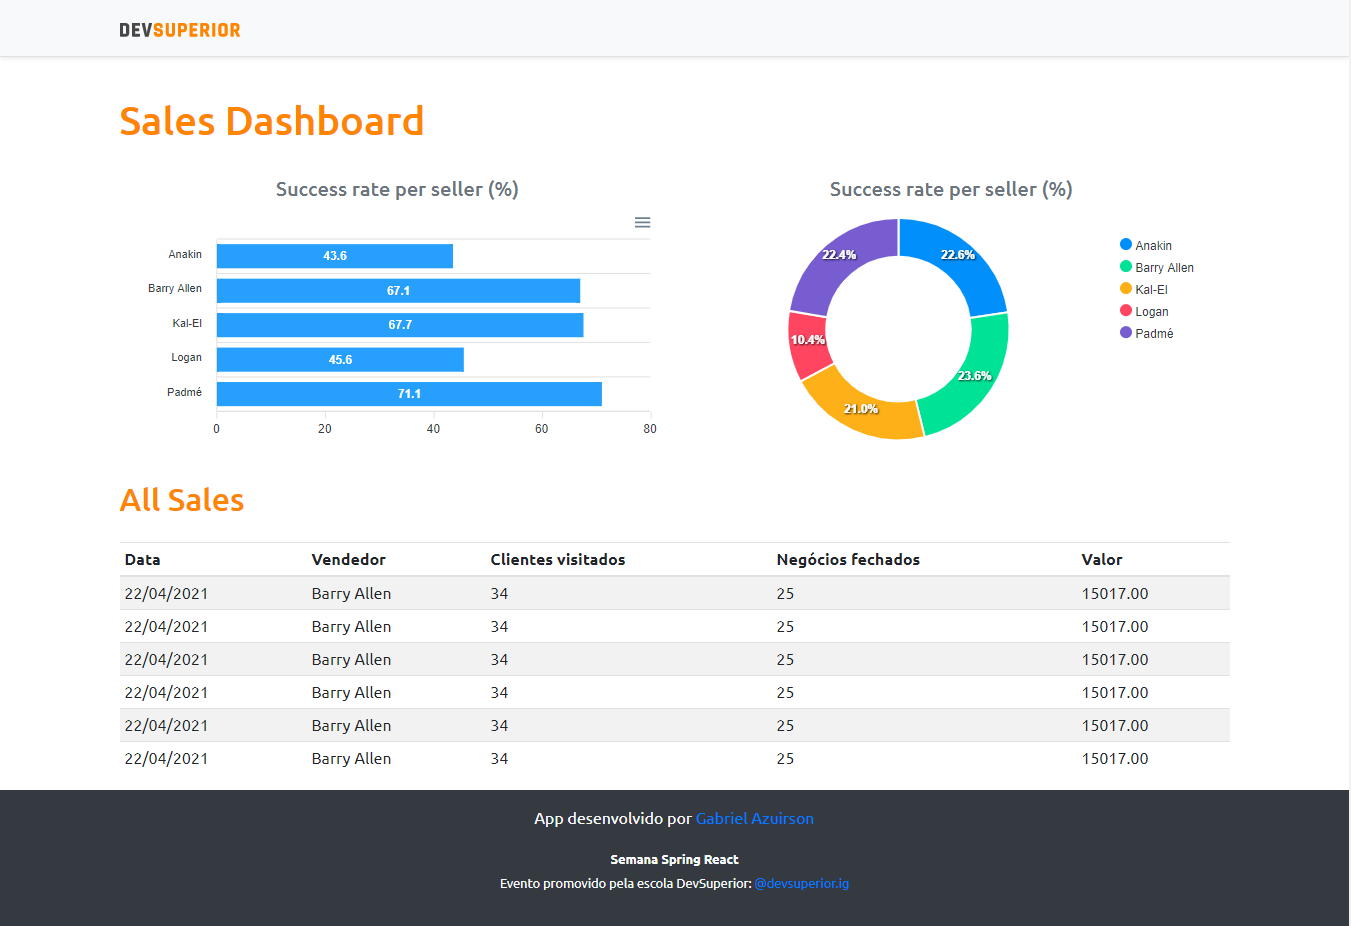 DEVSUPERIOR
Sales Dashboard
Success rate per seller (%)
Anakin 43.6
Barry Allen 67.1
Kal-El 67.7
Logan 45.6
Padmé 71.1
0 20 40 60 80
Success rate per seller (%)
22.4% 22.6%
10.4%
23.6%
21.0%
Anakin
Barry Allen
Kal-El
Logan
Padmé
All Sales
Data Vendedor Clientes visitados Negócios fechados Valor
22/04/2021 Barry Allen 34 25 15017.00
22/04/2021 Barry Allen 34 25 15017.00
22/04/2021 Barry Allen 34 25 15017.00
22/04/2021 Barry Allen 34 25 15017.00
22/04/2021 Barry Allen 34 25 15017.00
22/04/2021 Barry Allen 34 25 15017.00
App desenvolvido por Gabriel Azuirson
Semana Spring React
Evento promovido pela escola DevSuperior: @devsuperior.ig